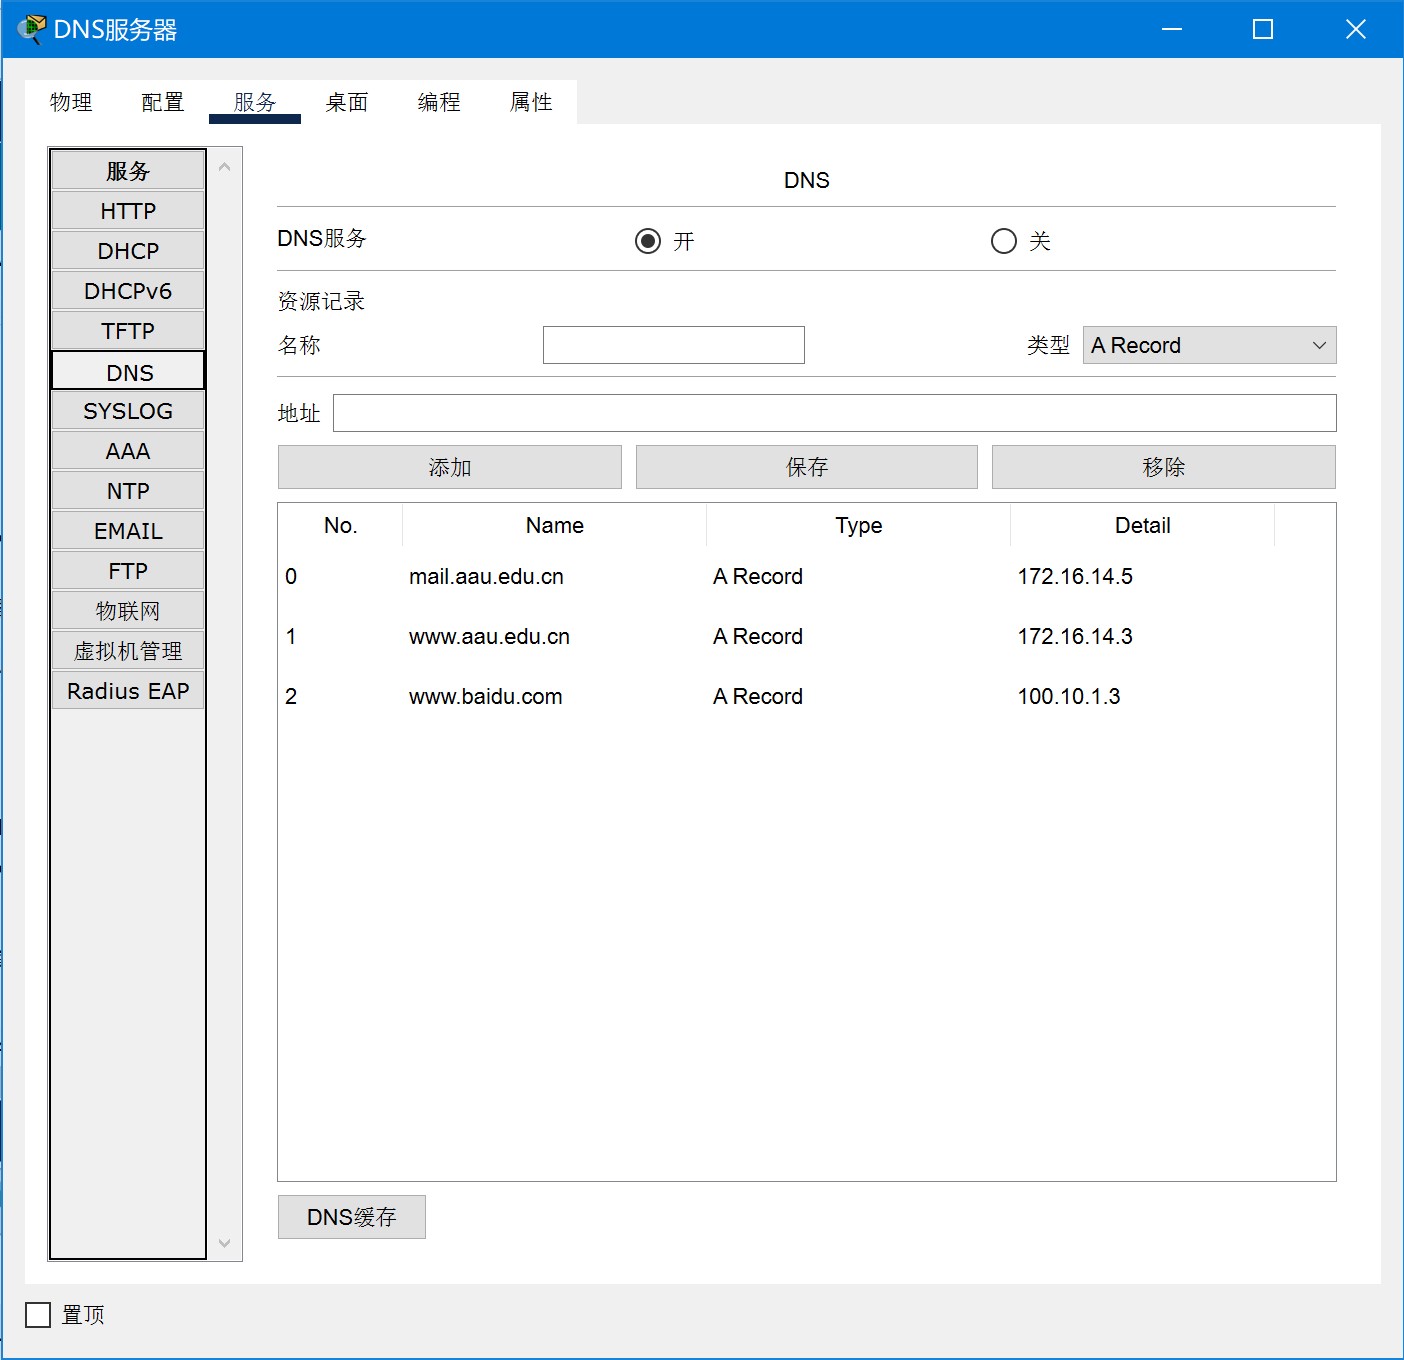 DNS服务器
物理 配置 服务 桌面 编程 属性
服务
HTTP
DHCP
DHCPv6
TFTP
DNS
SYSLOG
AAA
NTP
EMAIL
FTP
物联网
虚拟机管理
Radius EAP
DNS
DNS服务 开 关
资源记录
名称 类型 A Record
地址
添加 保存 移除
No. Name Type Detail
0 mail.aau.edu.cn A Record 172.16.14.5
1 www.aau.edu.cn A Record 172.16.14.3
2 www.baidu.com A Record 100.10.1.3
DNS缓存
置顶